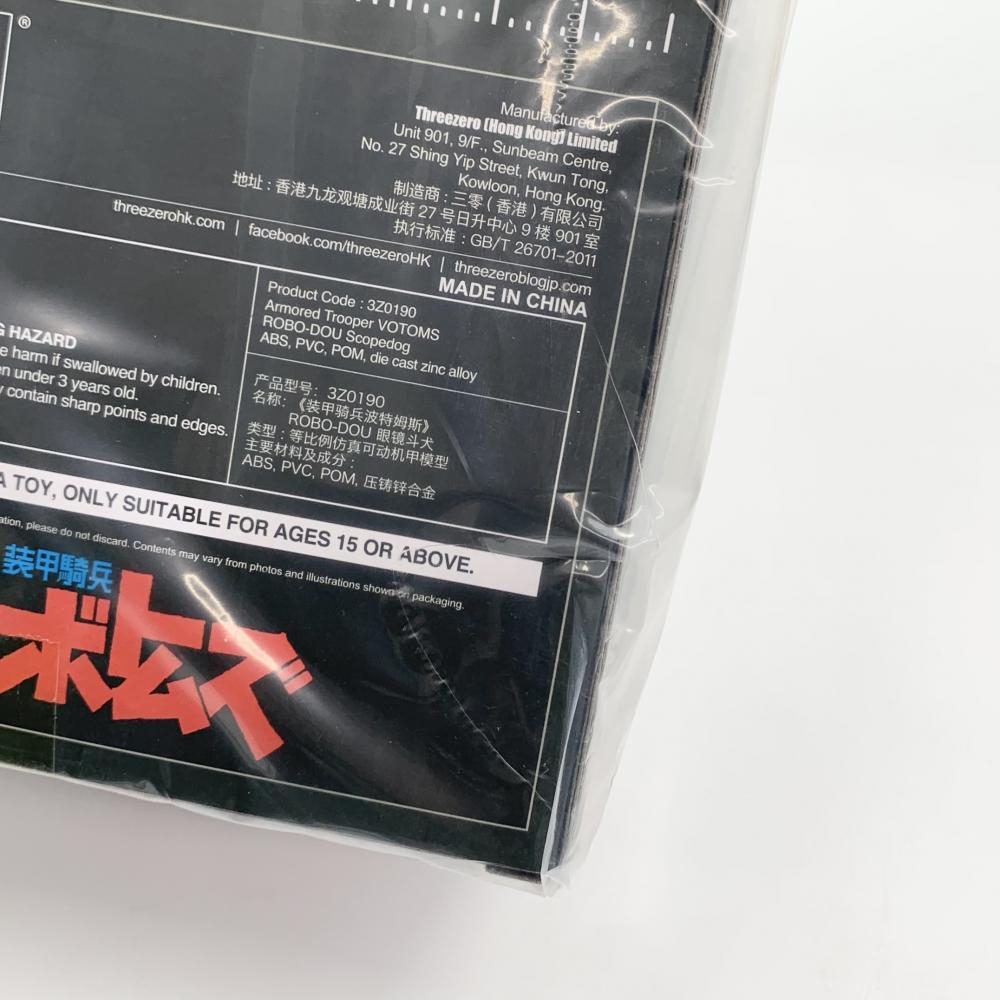 ®
Manufactured by:
Threezero (Hong Kong) Limited
Unit 901, 9/F., Sunbeam Centre,
No. 27 Shing Yip Street, Kwun Tong,
Kowloon, Hong Kong.
制造商 : 三零 ( 香港 ) 有限公司
地址 : 香港九龙观塘成业街 27 号日升中心 9 楼 901 室
执行标准 : GB/T 26701-2011
threezerohk.com | facebook.com/threezeroHK | threezeroblogjp.com
MADE IN CHINA
Product Code : 3Z0190
Armored Trooper VOTOMS
ROBO-DOU Scopedog
ABS, PVC, POM, die cast zinc alloy
产品型号: 3Z0190
名称: 《装甲骑兵波特姆斯》
ROBO-DOU 眼镜斗犬
类型 : 等比例仿真可动机甲模型
主要材料及成分 :
ABS, PVC, POM, 压铸锌合金
G HAZARD
e harm if swallowed by children.
en under 3 years old.
y contain sharp points and edges.
A TOY, ONLY SUITABLE FOR AGES 15 OR ABOVE.
ation, please do not discard. Contents may vary from photos and illustrations shown on packaging.
装甲騎兵
ボトムズ